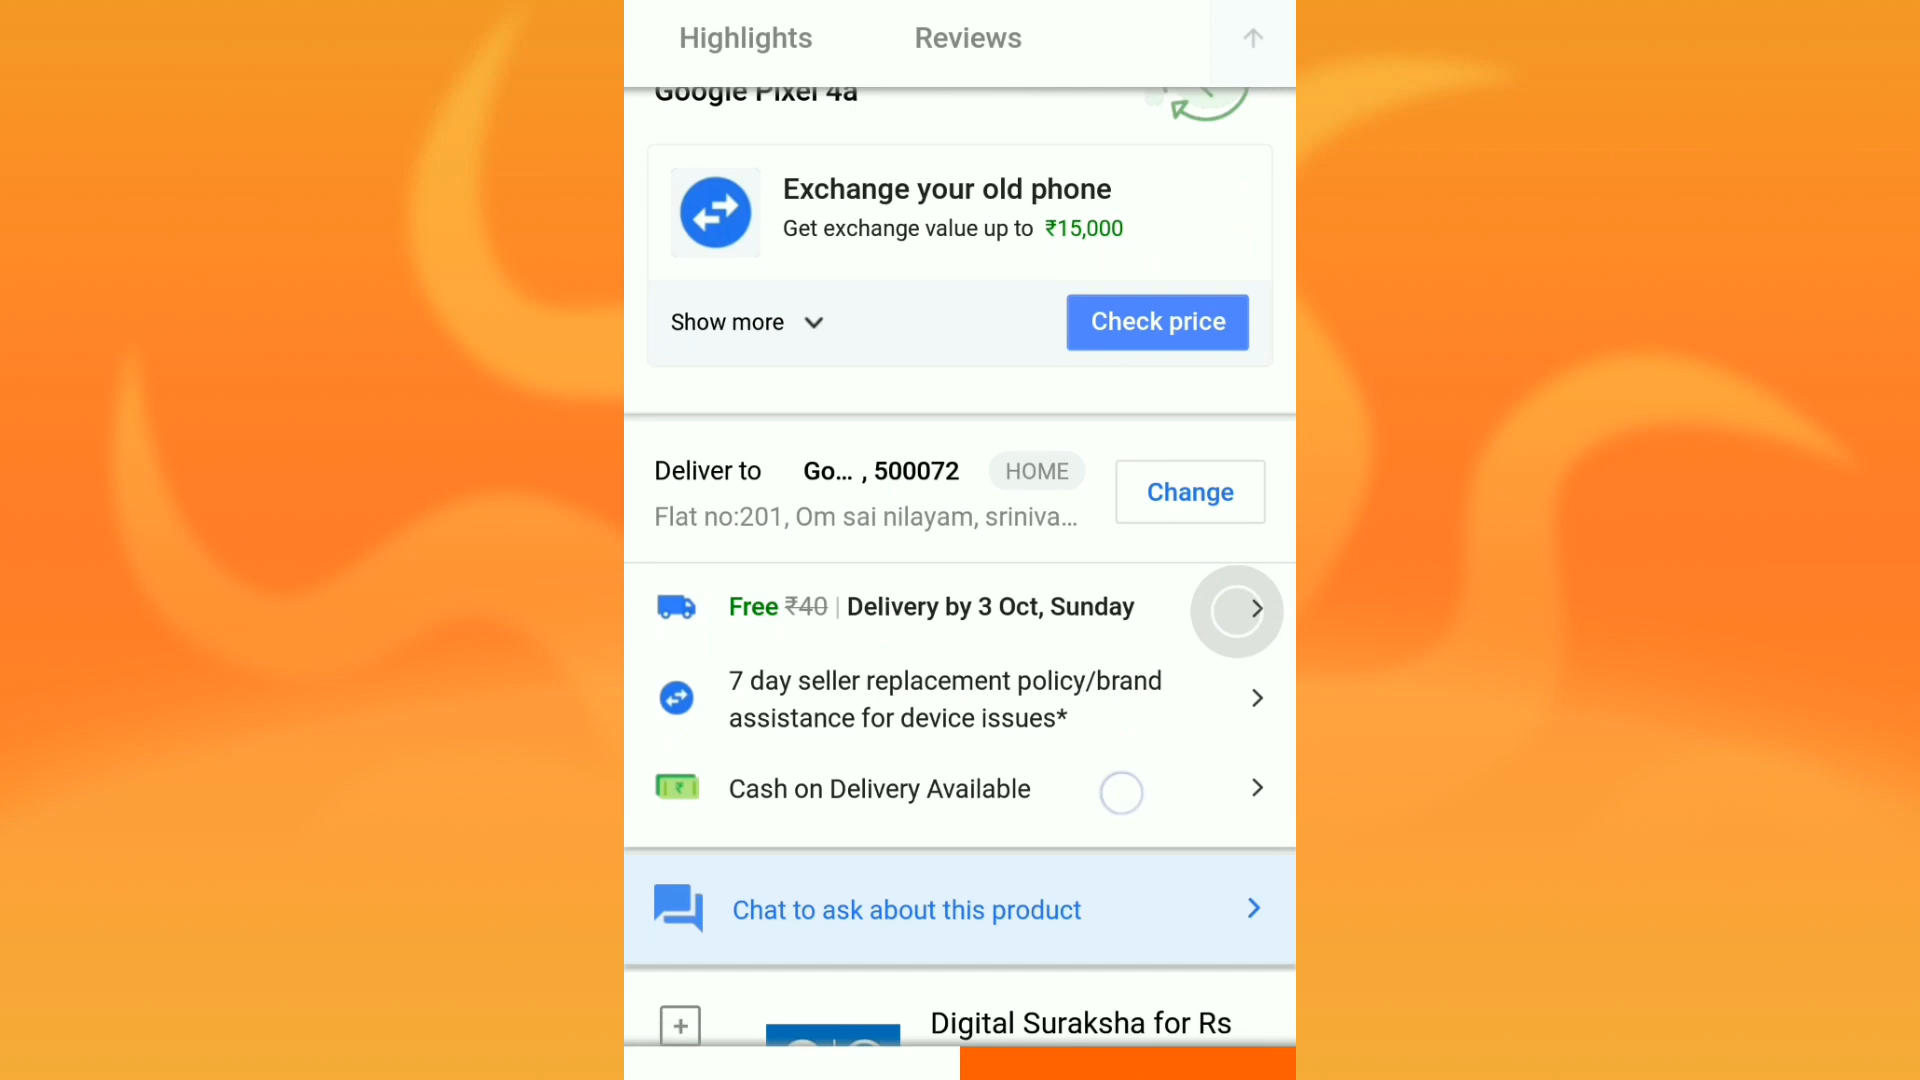 Highlights Reviews
Google Pixel 4a
Exchange your old phone
Get exchange value up to ₹15,000
Show more Check price
Deliver to Go... , 500072 HOME
Change
Flat no:201, Om sai nilayam, sriniva...
Free ₹40 | Delivery by 3 Oct, Sunday
7 day seller replacement policy/brand
assistance for device issues*
Cash on Delivery Available
Chat to ask about this product
Digital Suraksha for Rs